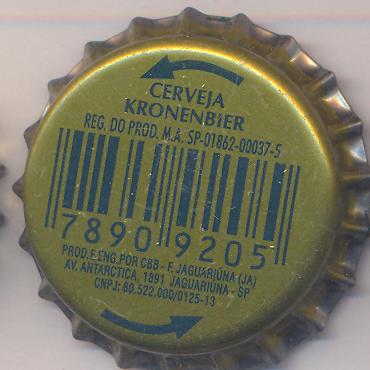 CERVEJA
KRONENBIER
REG. DO PROD. M.A. SP-01862-00037-5
7890 9205
PROD.E ENG.POR CBB - F. JAGUARIÚNA (JA)
AV. ANTARCTICA, 1891 JAGUARIÚNA - SP
CNPJ: 60.522.000/0125-13